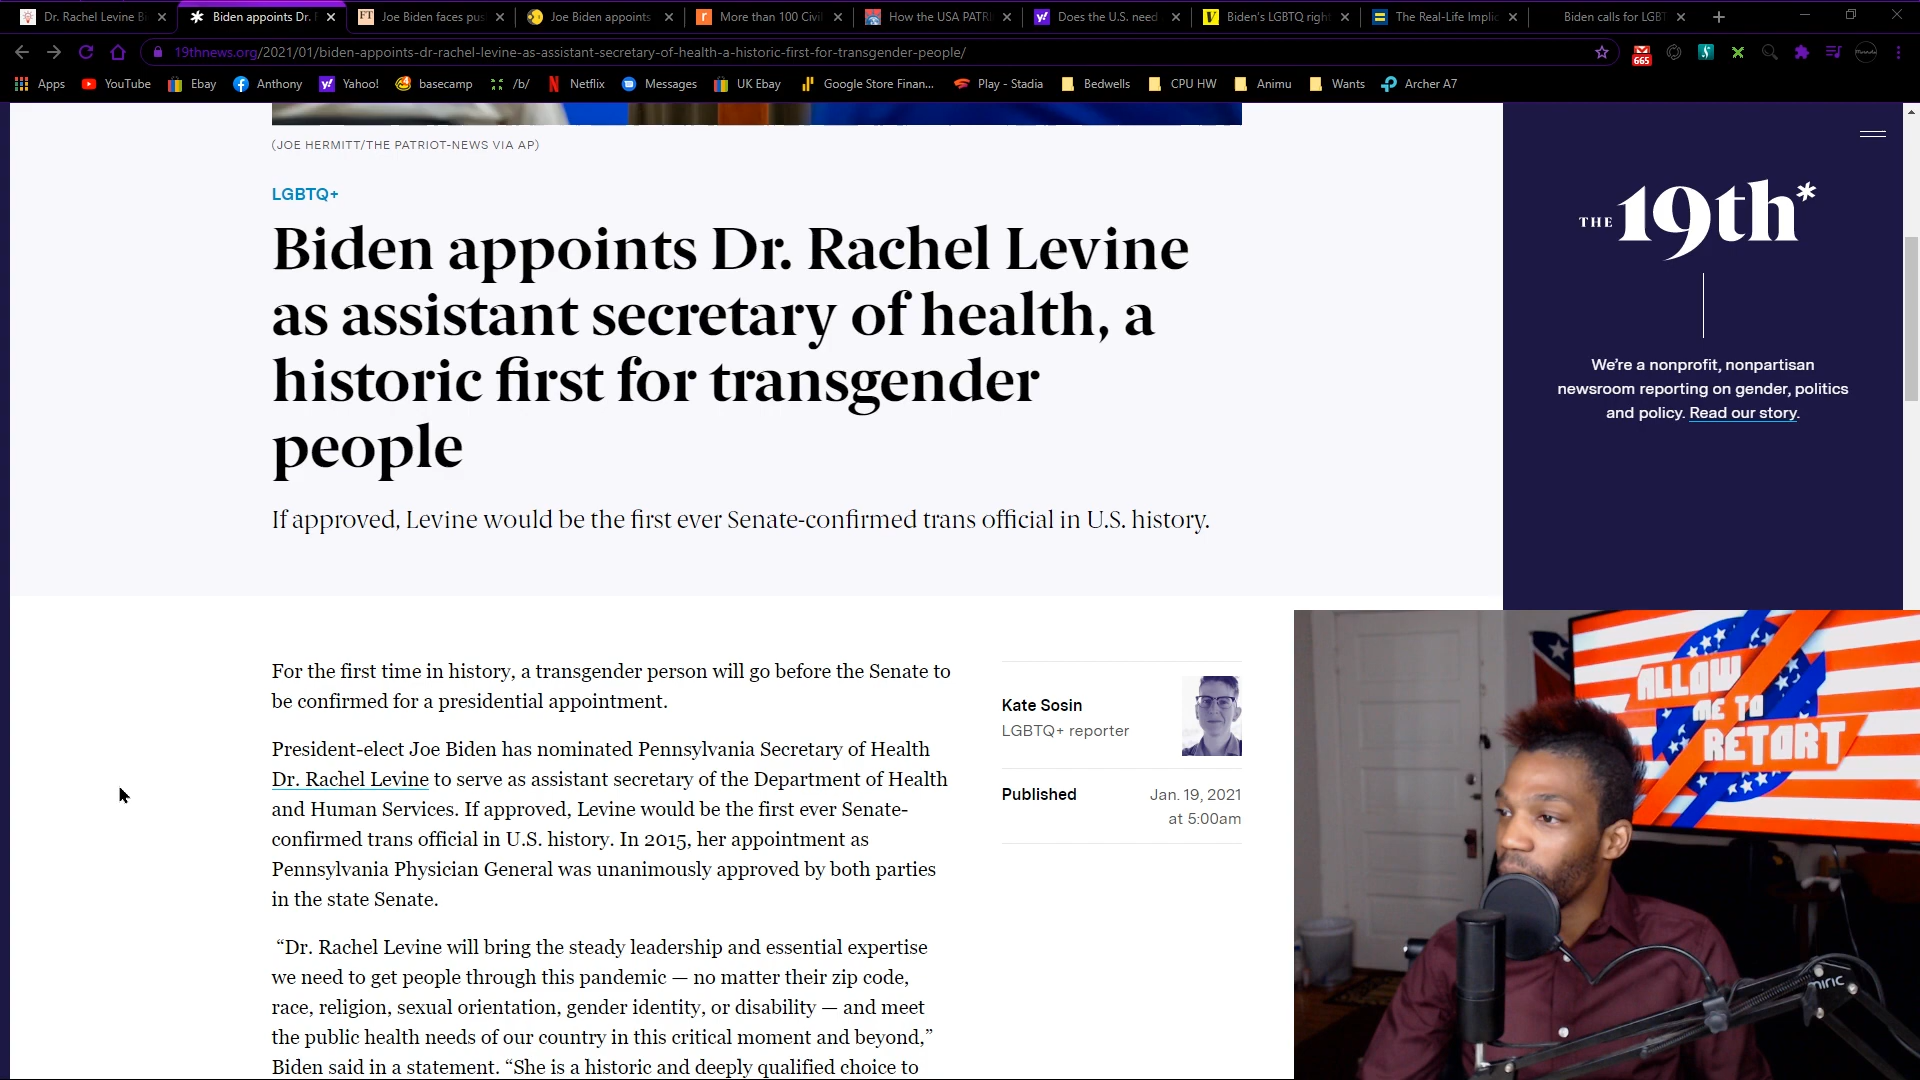 Dr. Rachel Levine B
Biden appoints Dr.
Joe Biden faces pus
Joe Biden appoints
More than 100 Civil
How the USA PATR
Does the U.S. need
Biden's LGBTQ right
The Real-Life Implic
Biden calls for LGBT
19thnews.org/2021/01/biden-appoints-dr-rachel-levine-as-assistant-secretary-of-health-a-historic-first-for-transgender-people/
665
Apps
YouTube
Ebay
Anthony
Yahoo!
basecamp
/b/
Netflix
Messages
UK Ebay
Google Store Finan...
Play - Stadia
Bedwells
CPU HW
Animu
Wants
Archer A7
(JOE HERMITT/THE PATRIOT-NEWS VIA AP)
LGBTQ+
Biden appoints Dr. Rachel Levine
as assistant secretary of health, a
historic first for transgender
people
If approved, Levine would be the first ever Senate-confirmed trans official in U.S. history.
THE 19th*
We're a nonprofit, nonpartisan
newsroom reporting on gender, politics
and policy. Read our story.
For the first time in history, a transgender person will go before the Senate to
be confirmed for a presidential appointment.
President-elect Joe Biden has nominated Pennsylvania Secretary of Health
Dr. Rachel Levine to serve as assistant secretary of the Department of Health
and Human Services. If approved, Levine would be the first ever Senate-
confirmed trans official in U.S. history. In 2015, her appointment as
Pennsylvania Physician General was unanimously approved by both parties
in the state Senate.
“Dr. Rachel Levine will bring the steady leadership and essential expertise
we need to get people through this pandemic — no matter their zip code,
race, religion, sexual orientation, gender identity, or disability — and meet
the public health needs of our country in this critical moment and beyond,”
Biden said in a statement. “She is a historic and deeply qualified choice to
Kate Sosin
LGBTQ+ reporter
Published
Jan. 19, 2021
at 5:00am
ALLOW
ME TO
RETORT